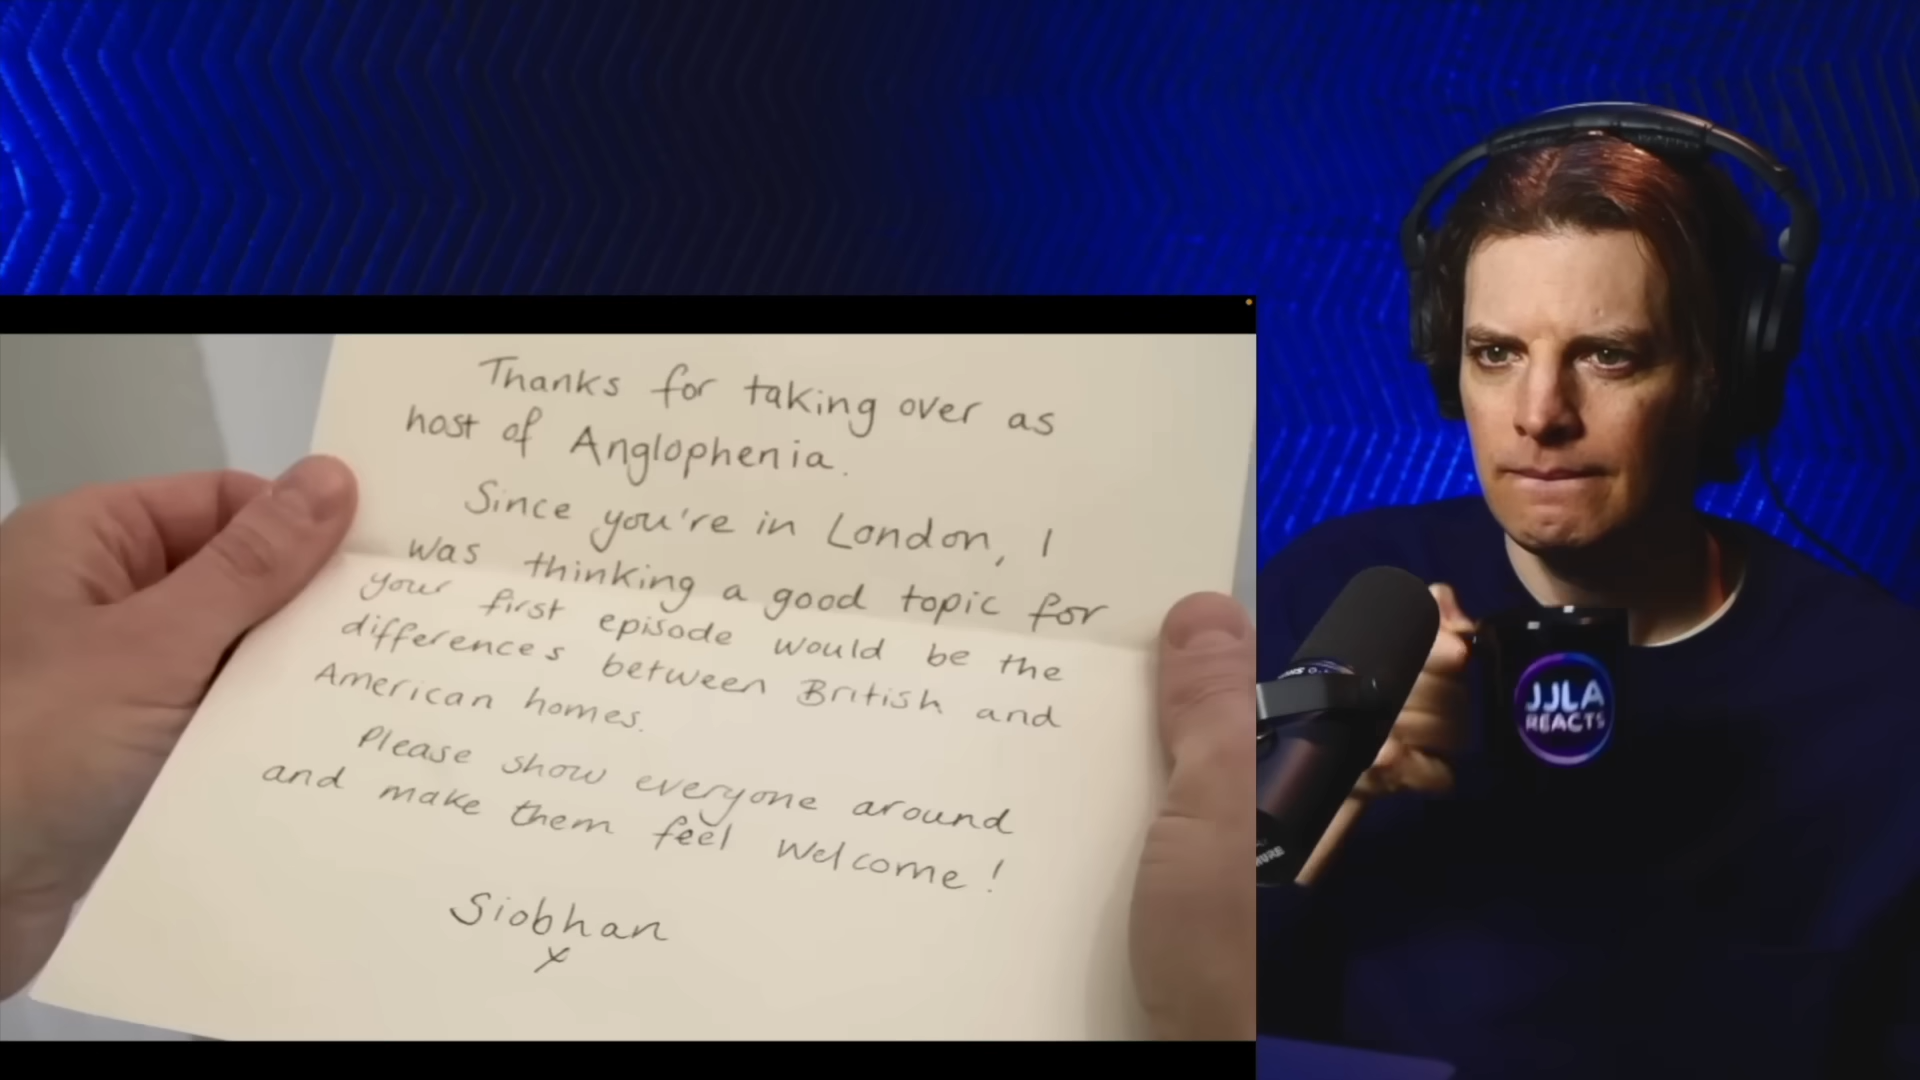 Thanks for taking over as
host of Anglophenia.
Since you're in London, I
was thinking a good topic for
your first episode would be the
differences between British and
American homes.
Please show everyone around
and make them feel welcome!
Siobhan
x
JJLA
REACTS